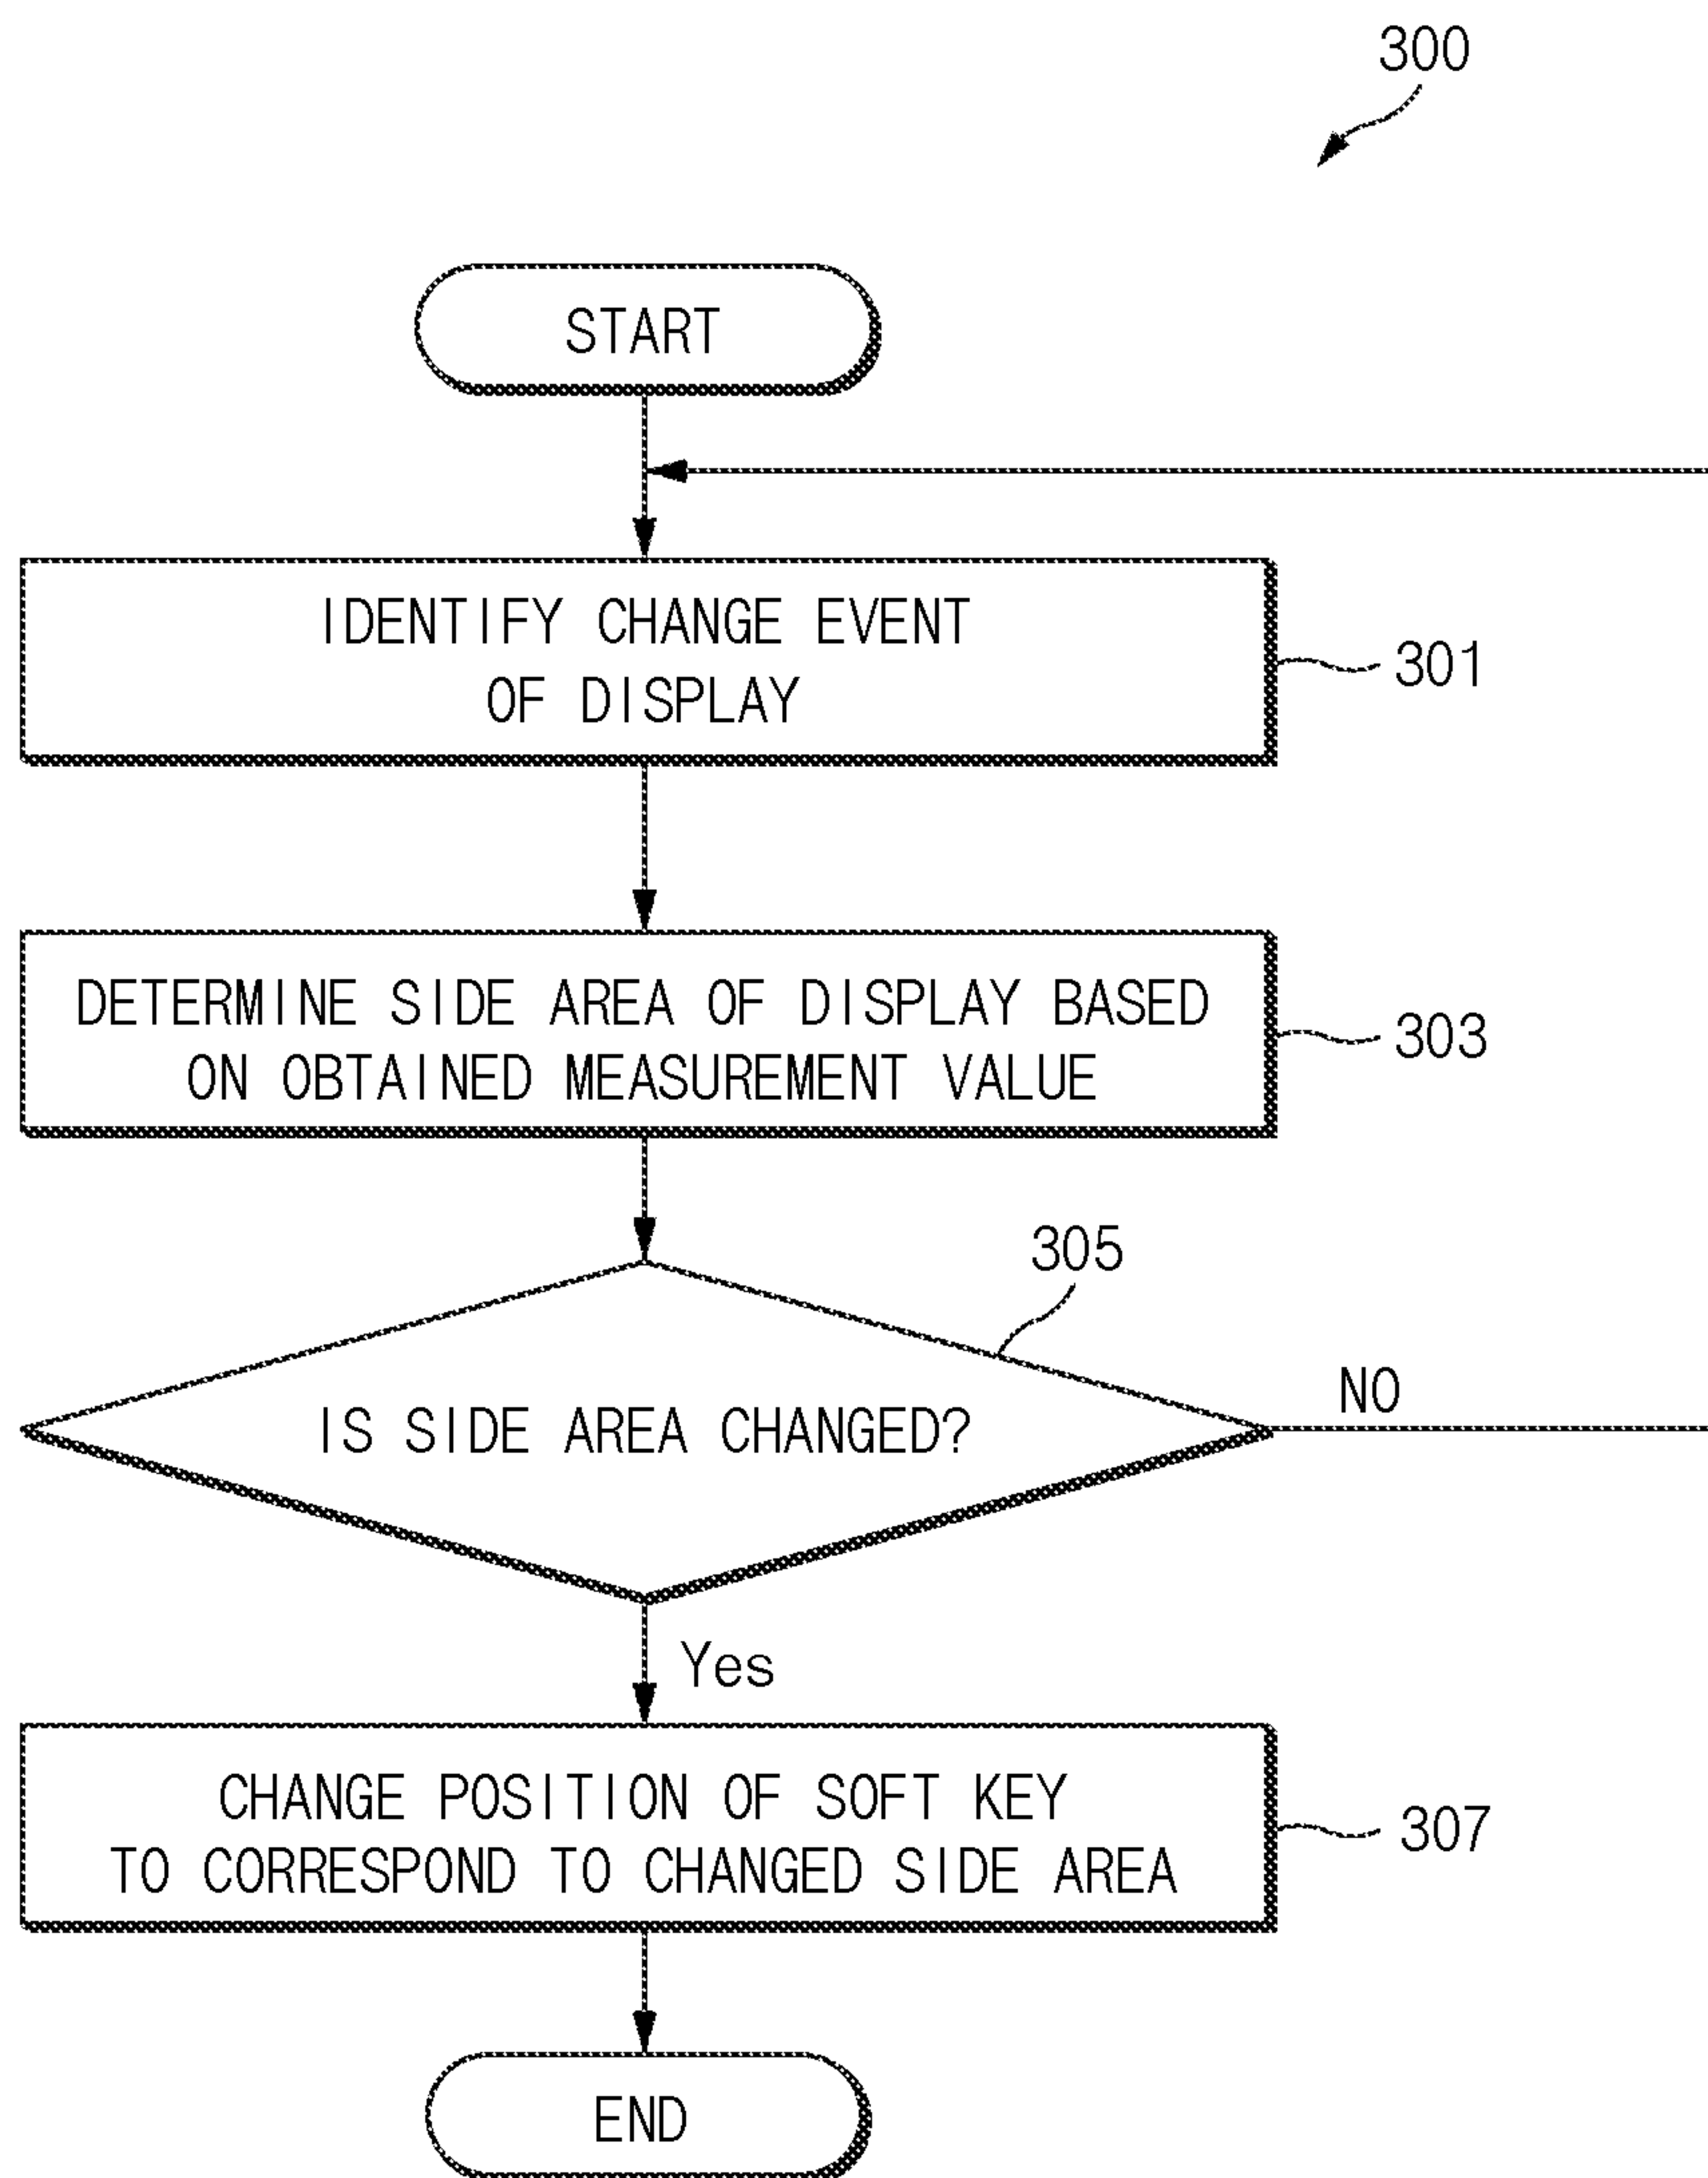 300
START
IDENTIFY CHANGE EVENT
OF DISPLAY
301
DETERMINE SIDE AREA OF DISPLAY BASED
ON OBTAINED MEASUREMENT VALUE
303
305
IS SIDE AREA CHANGED?
NO
Yes
CHANGE POSITION OF SOFT KEY
TO CORRESPOND TO CHANGED SIDE AREA
307
END